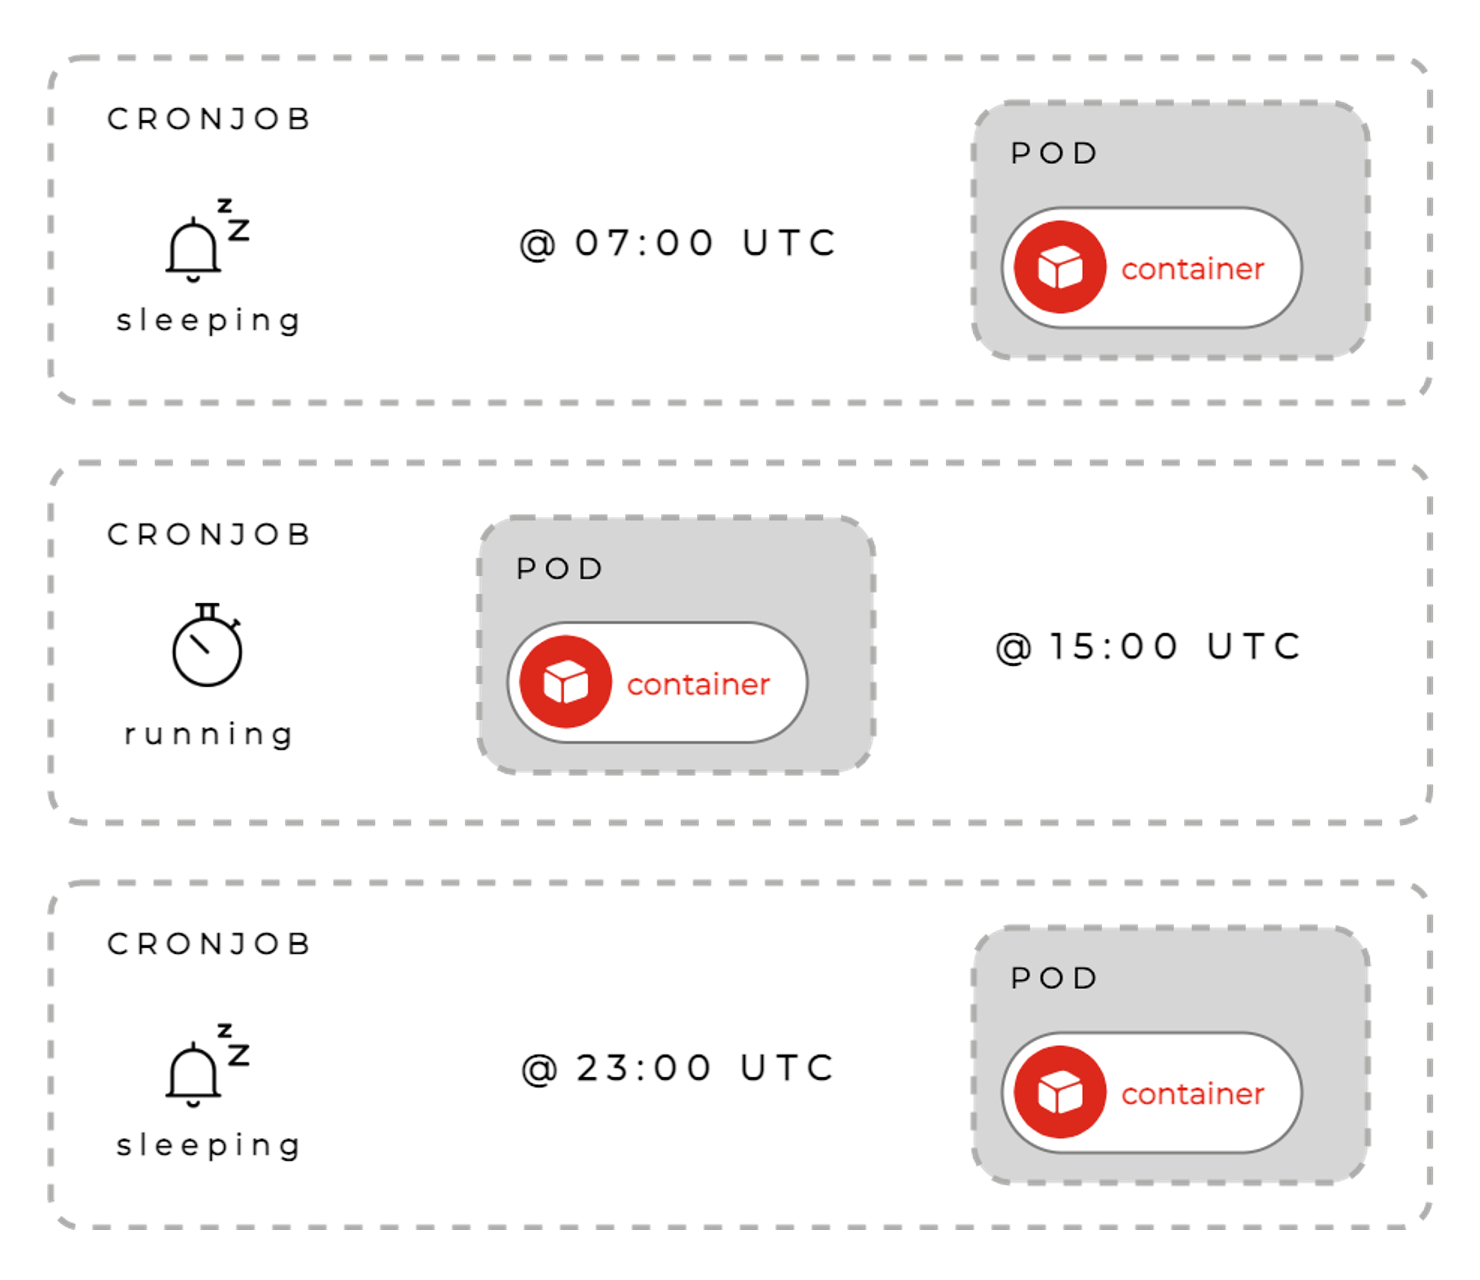 CRONJOB
POD
zZ
@ 07:00 UTC
container
sleeping
CRONJOB
POD
@ 15:00 UTC
container
running
CRONJOB
POD
zZ
@ 23:00 UTC
container
sleeping